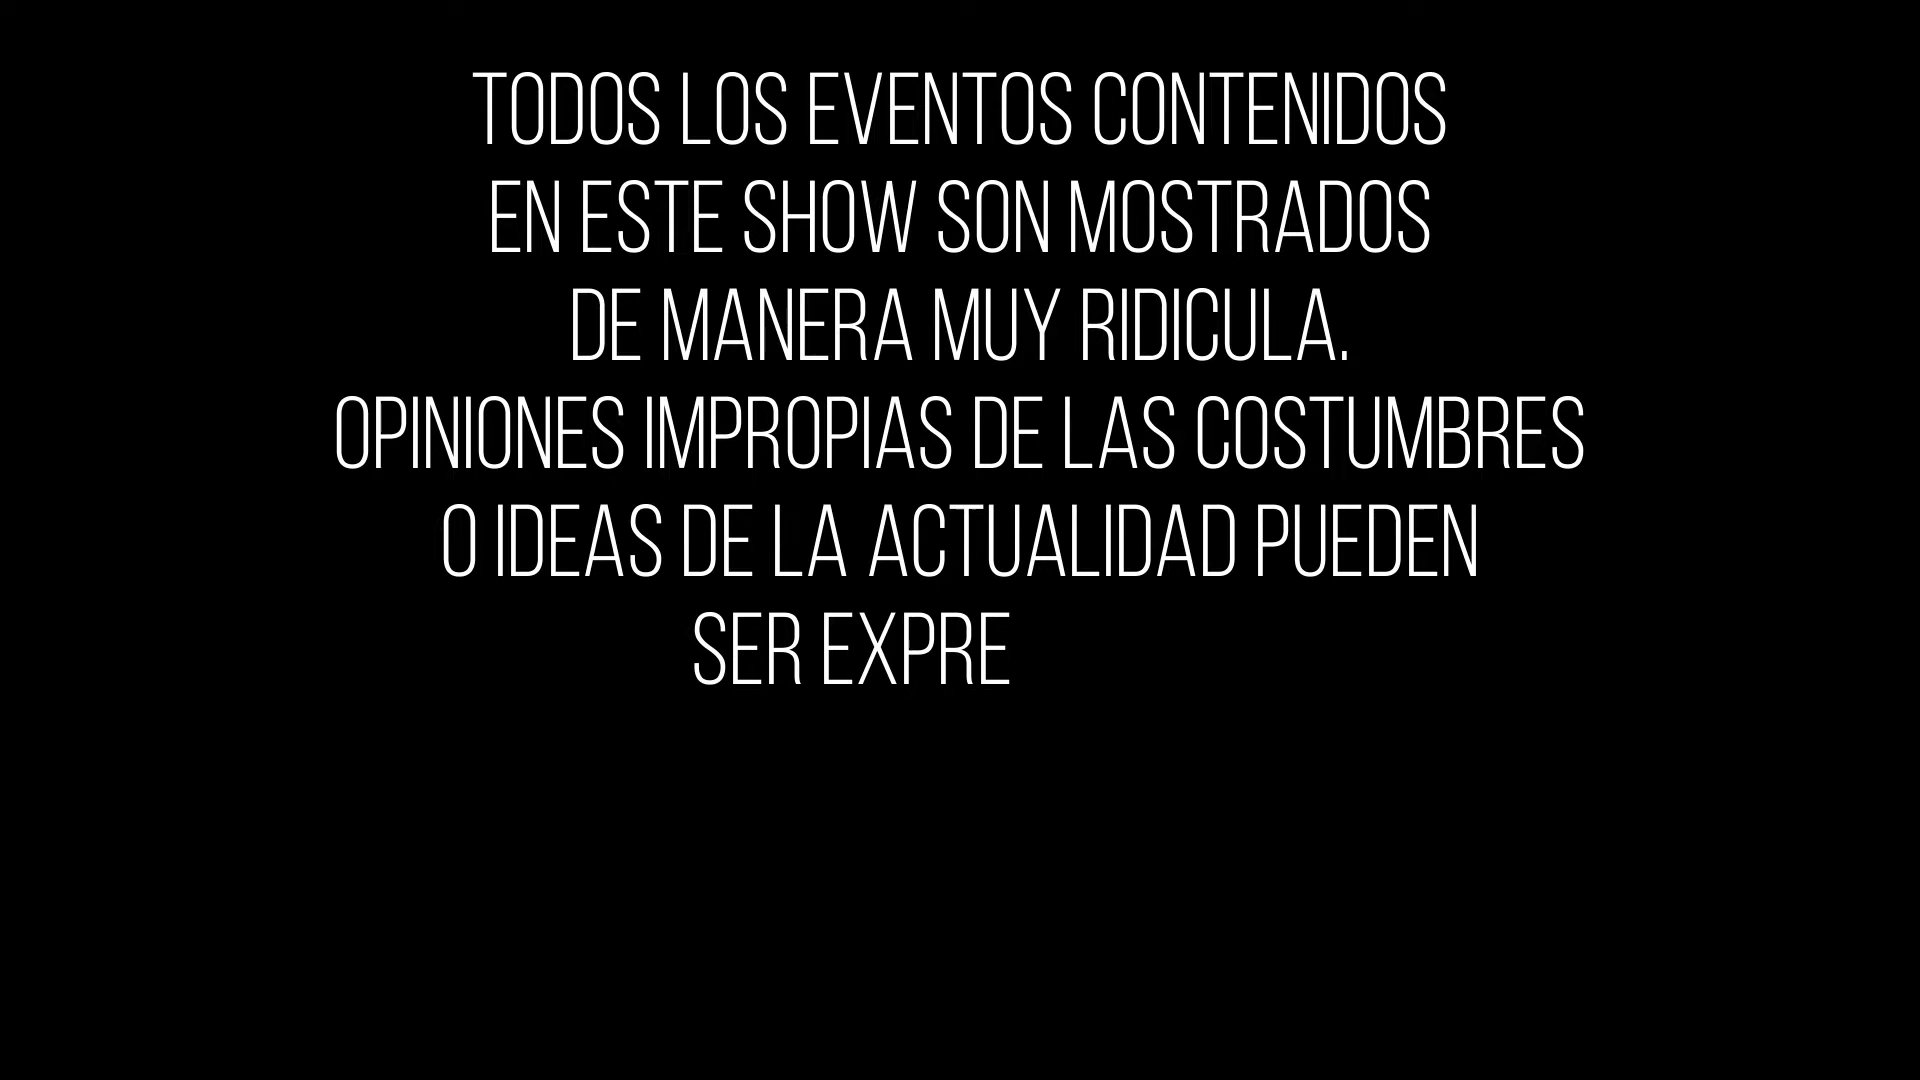 TODOS LOS EVENTOS CONTENIDOS
EN ESTE SHOW SON MOSTRADOS
DE MANERA MUY RIDICULA.
OPINIONES IMPROPIAS DE LAS COSTUMBRES
O IDEAS DE LA ACTUALIDAD PUEDEN
SER EXPRE